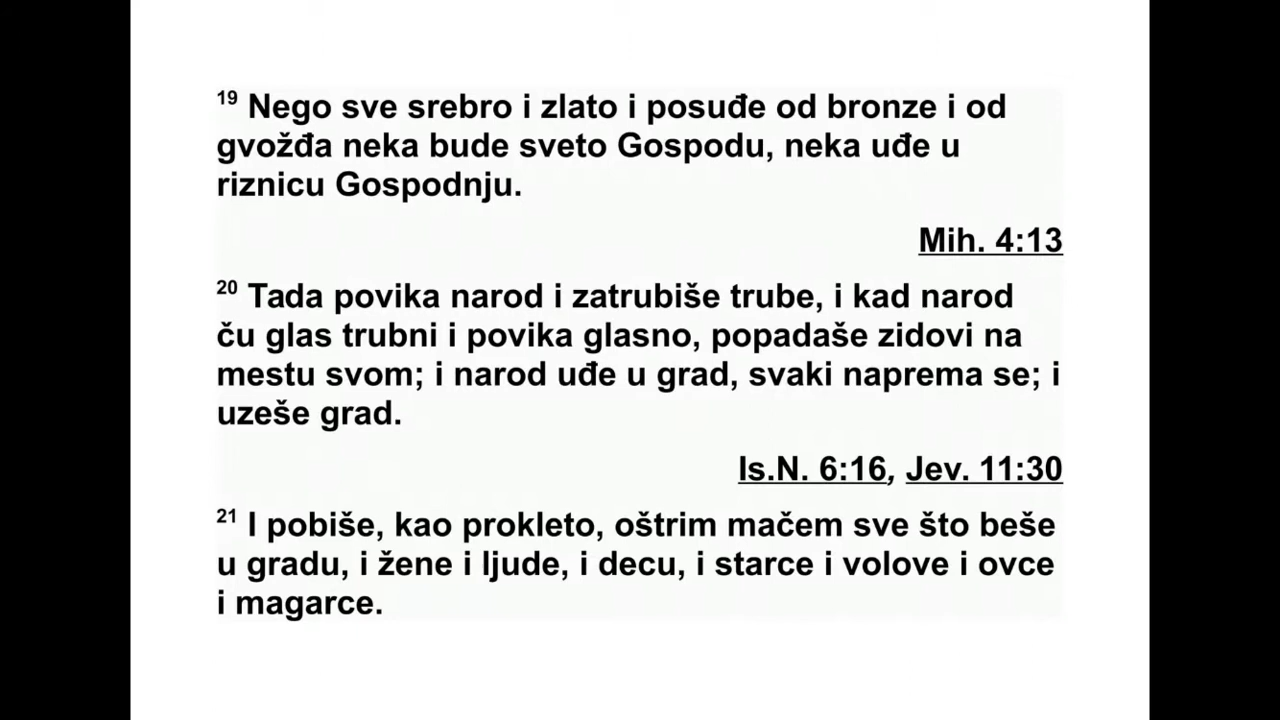 19 Nego sve srebro i zlato i posuđe od bronze i od
gvožđa neka bude sveto Gospodu, neka uđe u
riznicu Gospodnju.
Mih. 4:13
20 Tada povika narod i zatrubiše trube, i kad narod
ču glas trubni i povika glasno, popadaše zidovi na
mestu svom; i narod uđe u grad, svaki naprema se; i
uzeše grad.
Is.N. 6:16, Jev. 11:30
21 I pobiše, kao prokleto, oštrim mačem sve što beše
u gradu, i žene i ljude, i decu, i starce i volove i ovce
i magarce.